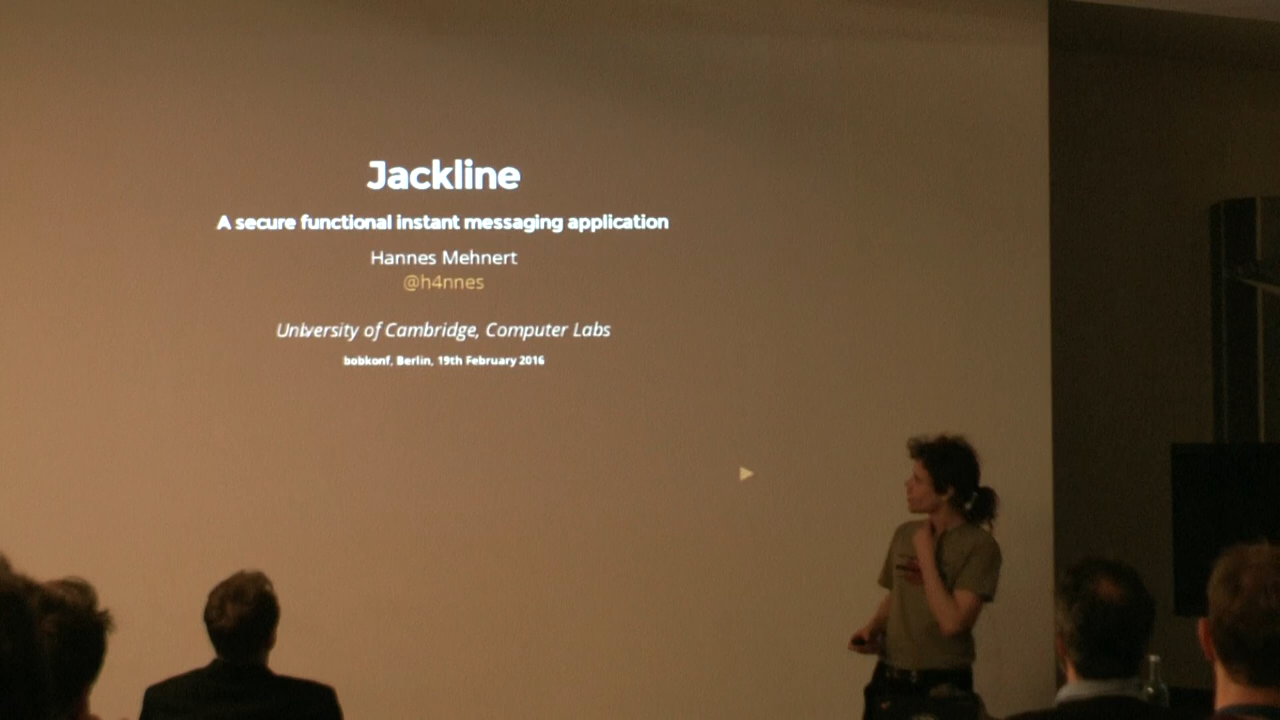 Jackline
A secure functional instant messaging application
Hannes Mehnert
@h4nnes
University of Cambridge, Computer Labs
bobkonf, Berlin, 19th February 2016